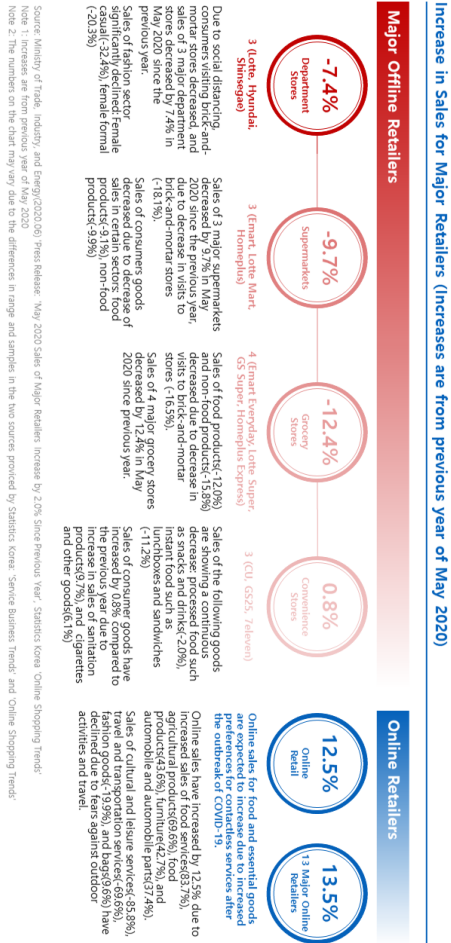 Increase in Sales for Major Retailers (Increases are from previous year of May 2020)
Major Offline Retailers
-7.4%
Department
Stores
3 (Lotte, Hyundai,
Shinsegae)
Due to social distancing,
consumers visiting brick-and-
mortar stores decreased, and
sales of 3 major department
stores decreased by 7.4% in
May 2020 since the
previous year.
Sales of fashion sector
significantly declined: Female
casual(-32.4%), female formal
(-20.3%)
-9.7%
Supermarkets
3 (Emart, Lotte Mart,
Homeplus)
Sales of 3 major supermarkets
decreased by 9.7% in May
2020 since the previous year,
due to decrease in visits to
brick-and-mortar stores
(-18.1%).
Sales of consumers goods
decreased due to decrease of
sales in certain sectors: food
products(-9.1%), non-food
products(-9.9%)
-12.4%
Grocery
Stores
4 (Emart Everyday, Lotte Super,
GS Super, Homeplus Express)
Sales of food products(-12.0%)
and non-food products(-15.8%)
decreased due to decrease in
visits to brick-and-mortar
stores (-16.5%).
Sales of 4 major grocery stores
decreased by 12.4% in May
2020 since previous year.
0.8%
Convenience
Stores
3 (CU, GS25, 7eleven)
Sales of the following goods
are showing a continuous
decrease: processed food such
as snacks and drinks(-2.0%),
instant food such as
lunchboxes and sandwiches
(-11.2%)
Sales of consumer goods have
increased by 0.8% compared to
the previous year due to
increase in sales of sanitation
products(9.7%), and cigarettes
and other goods(6.1%)
Online Retailers
12.5%
Online
Retail
13.5%
13 Major Online
Retailers
Online sales for food and essential goods
are expected to increase due to increased
preferences for contactless services after
the outbreak of COVID-19.
Online sales have increased by 12.5% due to
increased sales of food services(83.7%)
agricultural products(69.6%), food
products(43.6%), furniture(42.7%), and
automobile and automobile parts(37.4%).
Sales of cultural and leisure services(-85.8%),
travel and transportation services(-69.6%),
fashion goods(-19.9%), and bags(9.6%) have
declined due to fears against outdoor
activities and travel.
Source: Ministry of Trade, Industry, and Energy(2020.06) 'Press Release: 'May 2020 Sales of Major Retailers Increase by 2.0% Since Previous Year', Statistics Korea 'Online Shopping Trends'
Note 1: Increases are from previous year of May 2020
Note 2: The numbers on the chart may vary due to the differences in range and samples in the two sources provided by Statistics Korea: 'Service Business Trends' and 'Online Shopping Trends'